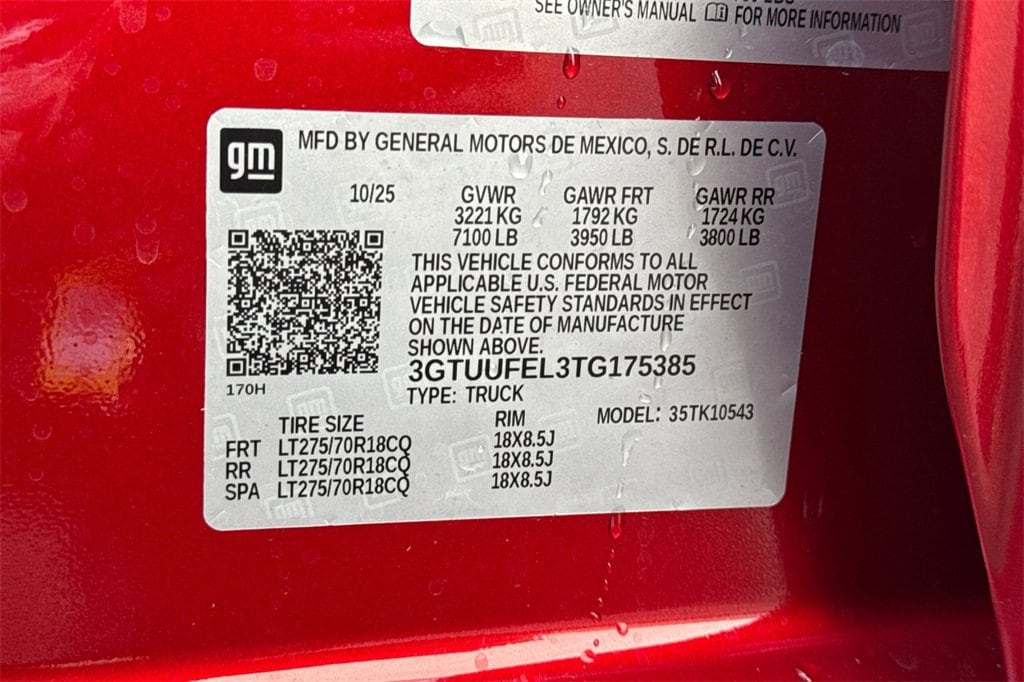 SEE OWNER'S MANUAL FOR MORE INFORMATION
gm
MFD BY GENERAL MOTORS DE MEXICO, S. DE R.L. DE C.V.
10/25 GVWR GAWR FRT GAWR RR
3221 KG 1792 KG 1724 KG
7100 LB 3950 LB 3800 LB
THIS VEHICLE CONFORMS TO ALL
APPLICABLE U.S. FEDERAL MOTOR
VEHICLE SAFETY STANDARDS IN EFFECT
ON THE DATE OF MANUFACTURE
SHOWN ABOVE.
3GTUUFEL3TG175385
170H
TYPE: TRUCK
TIRE SIZE RIM MODEL: 35TK10543
FRT LT275/70R18CQ 18X8.5J
RR LT275/70R18CQ 18X8.5J
SPA LT275/70R18CQ 18X8.5J